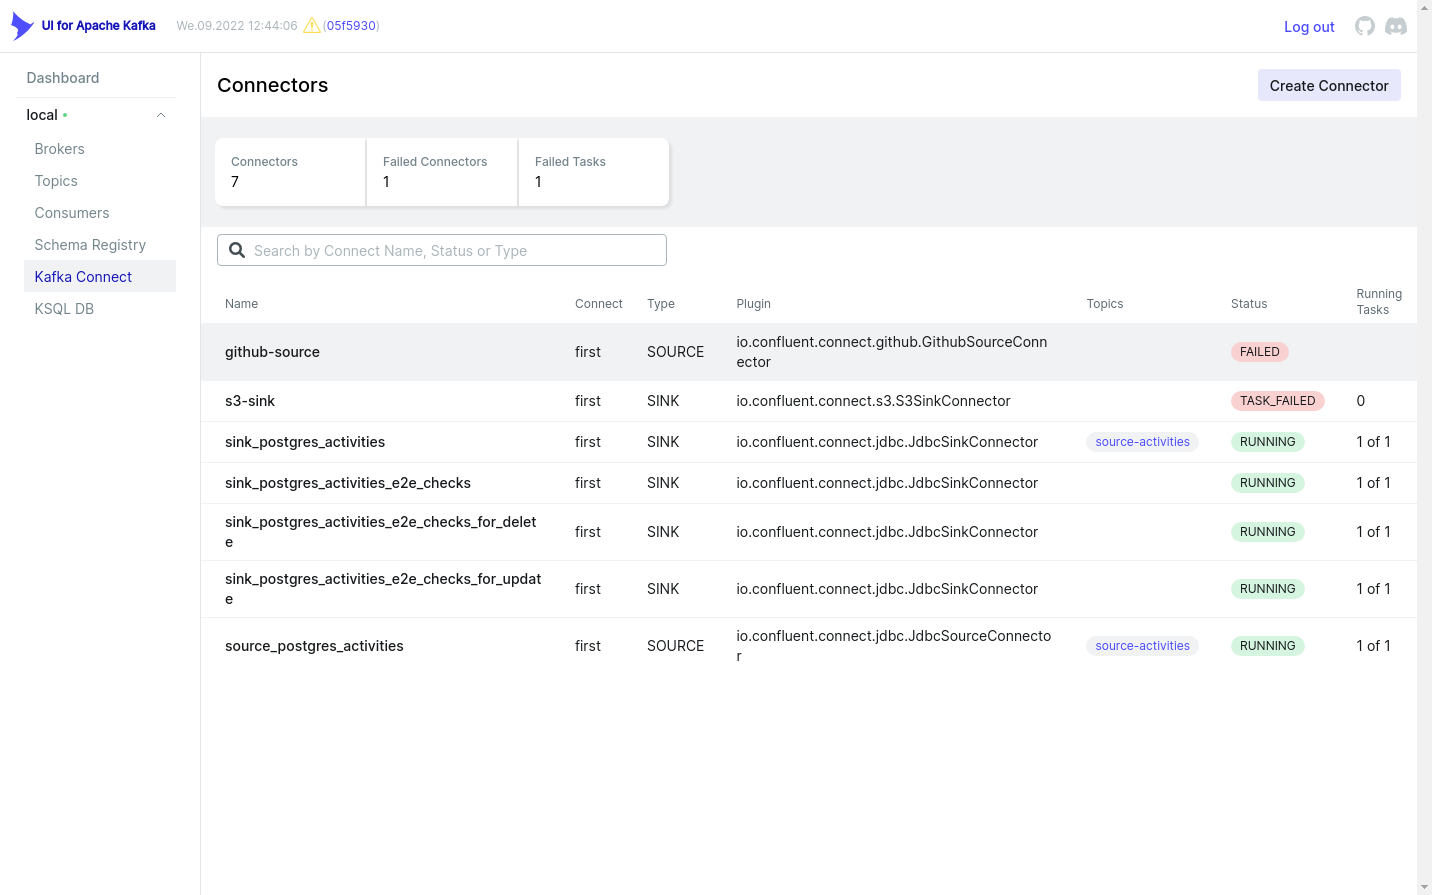 UI for Apache Kafka We.09.2022 12:44:06 (05f5930) Log out
Dashboard
local
Brokers
Topics
Consumers
Schema Registry
Kafka Connect
KSQL DB
Connectors Create Connector
Connectors Failed Connectors Failed Tasks
7 1 1
Search by Connect Name, Status or Type
Name Connect Type Plugin Topics Status Running
Tasks
github-source first SOURCE io.confluent.connect.github.GithubSourceConn FAILED
ector
s3-sink first SINK io.confluent.connect.s3.S3SinkConnector TASK_FAILED 0
sink_postgres_activities first SINK io.confluent.connect.jdbc.JdbcSinkConnector source-activities RUNNING 1 of 1
sink_postgres_activities_e2e_checks first SINK io.confluent.connect.jdbc.JdbcSinkConnector RUNNING 1 of 1
sink_postgres_activities_e2e_checks_for_delet first SINK io.confluent.connect.jdbc.JdbcSinkConnector RUNNING 1 of 1
e
sink_postgres_activities_e2e_checks_for_updat first SINK io.confluent.connect.jdbc.JdbcSinkConnector RUNNING 1 of 1
e
source_postgres_activities first SOURCE io.confluent.connect.jdbc.JdbcSourceConnecto source-activities RUNNING 1 of 1
r